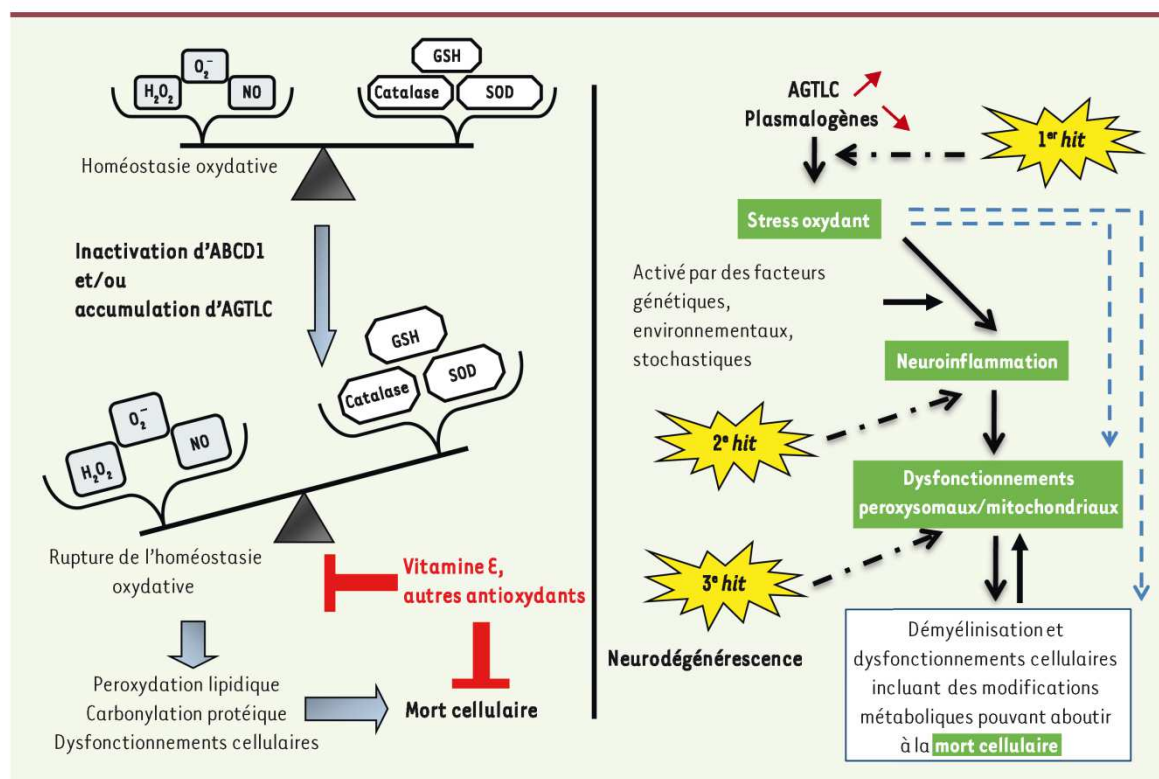 H₂O₂
O₂⁻
NO
GSH
Catalase
SOD
Homéostasie oxydative
Inactivation d'ABCD1
et/ou
accumulation d'AGTLC
GSH
Catalase
SOD
H₂O₂
O₂⁻
NO
Rupture de l'homéostasie
oxydative
Vitamine E,
autres antioxydants
Peroxydation lipidique
Carbonylation protéique
Dysfonctionnements cellulaires
Mort cellulaire
AGTLC
Plasmalogènes
1er hit
Stress oxydant
Activé par des facteurs
génétiques,
environnementaux,
stochastiques
Neuroinflammation
2e hit
Dysfonctionnements
peroxysomaux/mitochondriaux
3e hit
Neurodégénérescence
Démyélinisation et
dysfonctionnements cellulaires
incluant des modifications
métaboliques pouvant aboutir
à la mort cellulaire